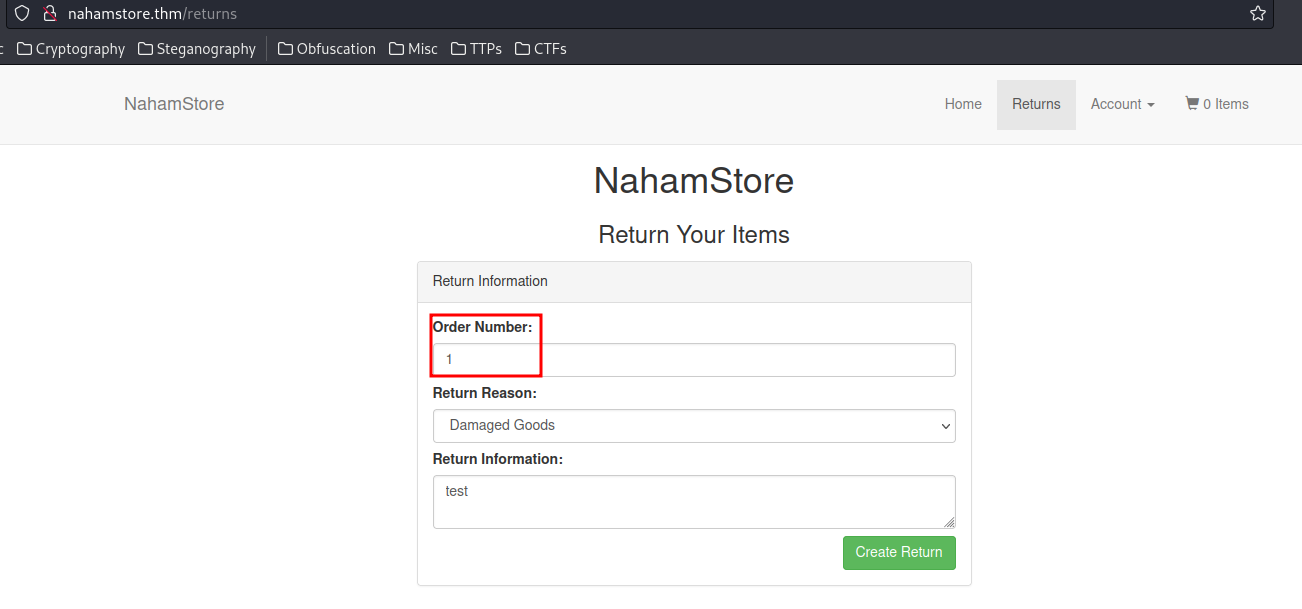 nahamstore.thm/returns
Cryptography Steganography Obfuscation Misc TTPs CTFs
NahamStore Home Returns Account 0 Items
NahamStore
Return Your Items
Return Information
Order Number:
1
Return Reason:
Damaged Goods
Return Information:
test
Create Return